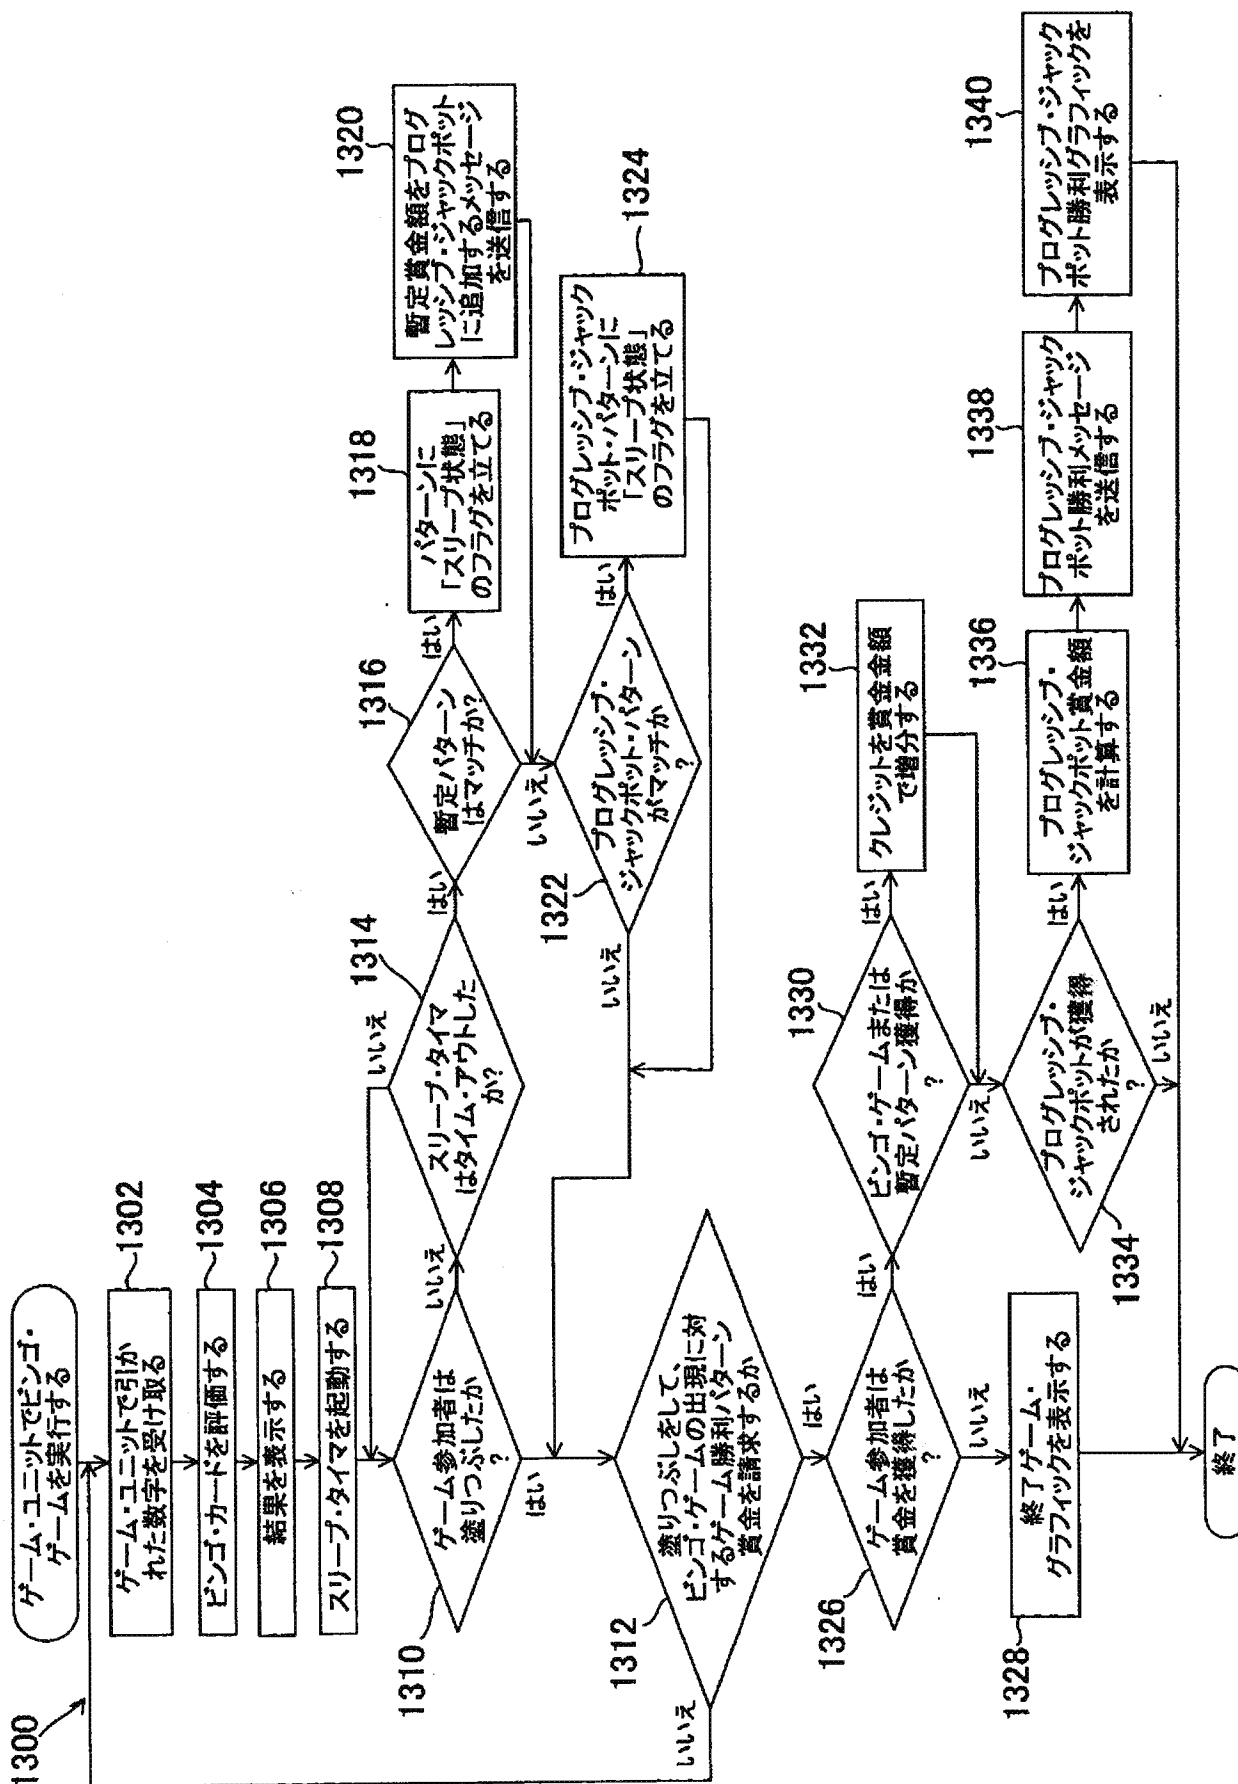 1300
ゲーム・ユニットでビンゴ・
ゲームを実行する
ゲーム・ユニットで引か
れた数字を受け取る
1302
ビンゴ・カードを評価する
1304
結果を表示する
1306
スリープ・タイマを起動する
1308
ゲーム参加者は
塗りつぶしたか
?
1310
はい
いいえ
スリープ・タイマ
はタイム・アウトした
か?
1314
いいえ
はい
暫定パターン
はマッチか?
1316
はい
いいえ
パターンに
「スリープ状態」
のフラグを立てる
1318
暫定賞金額をプログ
レッシブ・ジャックポット
に追加するメッセージ
を送信する
1320
プログレッシブ・
ジャックポット・パターン
がマッチか
?
1322
はい
いいえ
プログレッシブ・ジャック
ポット・パターンに
「スリープ状態」
のフラグを立てる
1324
塗りつぶしをして、
ビンゴ・ゲームの出現に対
するゲーム勝利パターン
賞金を請求するか
1312
いいえ
はい
ゲーム参加者は
賞金を獲得したか
?
1326
はい
いいえ
終了ゲーム・
グラフィックを表示する
1328
ビンゴ・ゲームまたは
暫定パターン獲得か
?
1330
はい
いいえ
クレジットを賞金金額
で増分する
1332
プログレッシブ・
ジャックポットが獲得
されたか
?
1334
はい
いいえ
プログレッシブ・
ジャックポット賞金額
を計算する
1336
プログレッシブ・ジャック
ポット勝利メッセージ
を送信する
1338
プログレッシブ・ジャック
ポット勝利グラフィックを
表示する
1340
終了